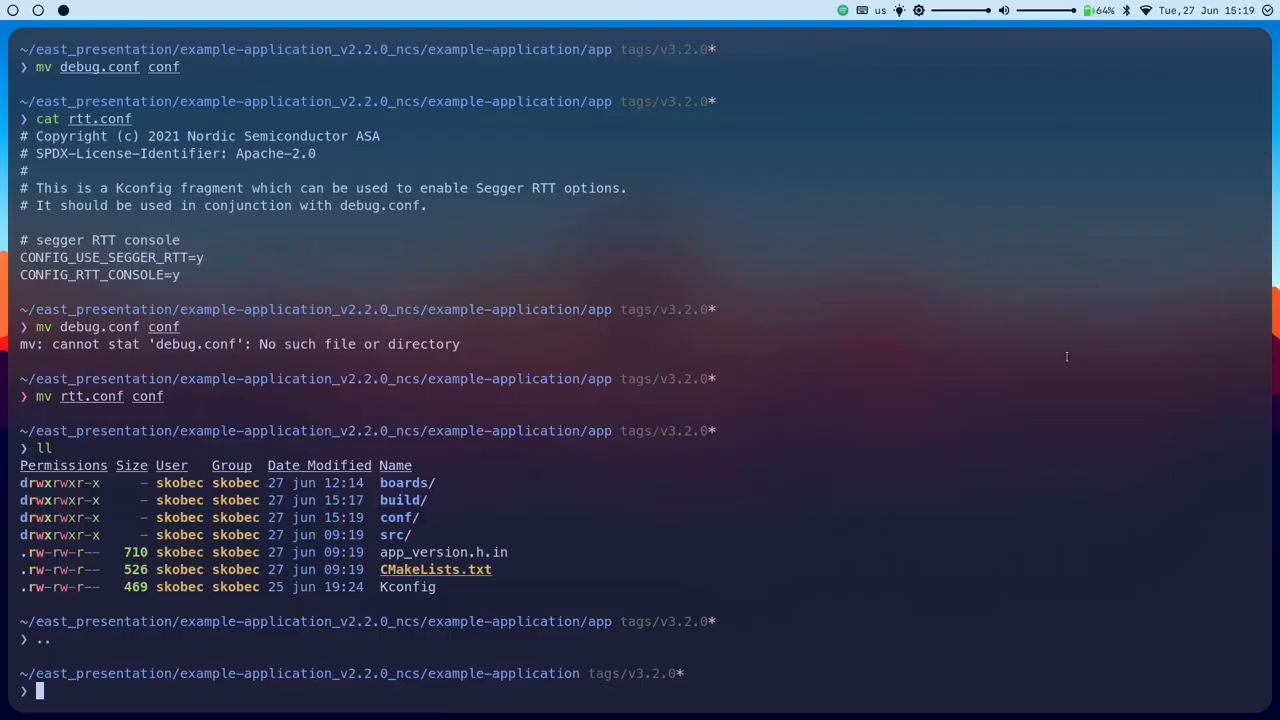 us 64% Tue,27 Jun 15:19
~/east_presentation/example-application_v2.2.0_ncs/example-application/app tags/v3.2.0*
❯ mv debug.conf conf
~/east_presentation/example-application_v2.2.0_ncs/example-application/app tags/v3.2.0*
❯ cat rtt.conf
# Copyright (c) 2021 Nordic Semiconductor ASA
# SPDX-License-Identifier: Apache-2.0
#
# This is a Kconfig fragment which can be used to enable Segger RTT options.
# It should be used in conjunction with debug.conf.
# segger RTT console
CONFIG_USE_SEGGER_RTT=y
CONFIG_RTT_CONSOLE=y
~/east_presentation/example-application_v2.2.0_ncs/example-application/app tags/v3.2.0*
❯ mv debug.conf conf
mv: cannot stat 'debug.conf': No such file or directory
~/east_presentation/example-application_v2.2.0_ncs/example-application/app tags/v3.2.0*
❯ mv rtt.conf conf
~/east_presentation/example-application_v2.2.0_ncs/example-application/app tags/v3.2.0*
❯ ll
Permissions Size User Group Date Modified Name
drwxrwxr-x - skobec skobec 27 jun 12:14 boards/
drwxrwxr-x - skobec skobec 27 jun 15:17 build/
drwxrwxr-x - skobec skobec 27 jun 15:19 conf/
drwxrwxr-x - skobec skobec 27 jun 09:19 src/
.rw-rw-r-- 710 skobec skobec 27 jun 09:19 app_version.h.in
.rw-rw-r-- 526 skobec skobec 27 jun 09:19 CMakeLists.txt
.rw-rw-r-- 469 skobec skobec 25 jun 19:24 Kconfig
~/east_presentation/example-application_v2.2.0_ncs/example-application/app tags/v3.2.0*
❯ ..
~/east_presentation/example-application_v2.2.0_ncs/example-application tags/v3.2.0*
❯